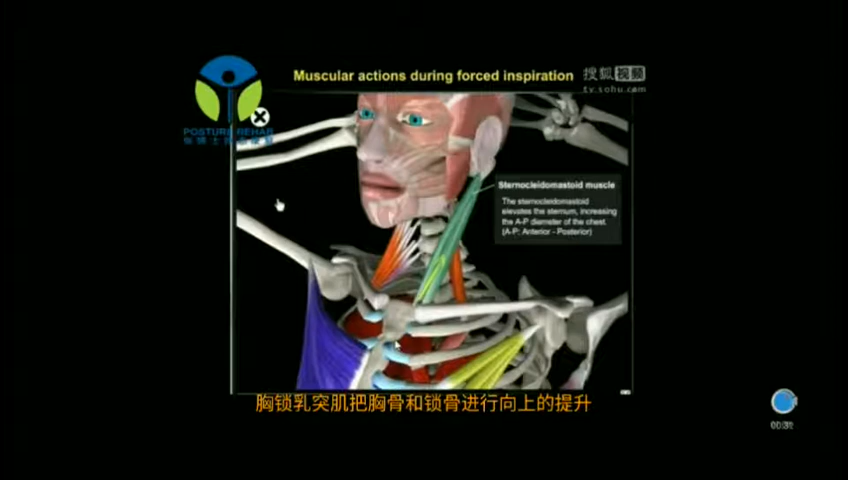 Muscular actions during forced inspiration
搜狐视频
tv.sohu.com
POSTURE REHAB
Sternocleidomastoid muscle
The sternocleidomastoid
elevates the sternum, increasing
the A-P diameter of the chest.
(A-P: Anterior - Posterior)
胸锁乳突肌把胸骨和锁骨进行向上的提升